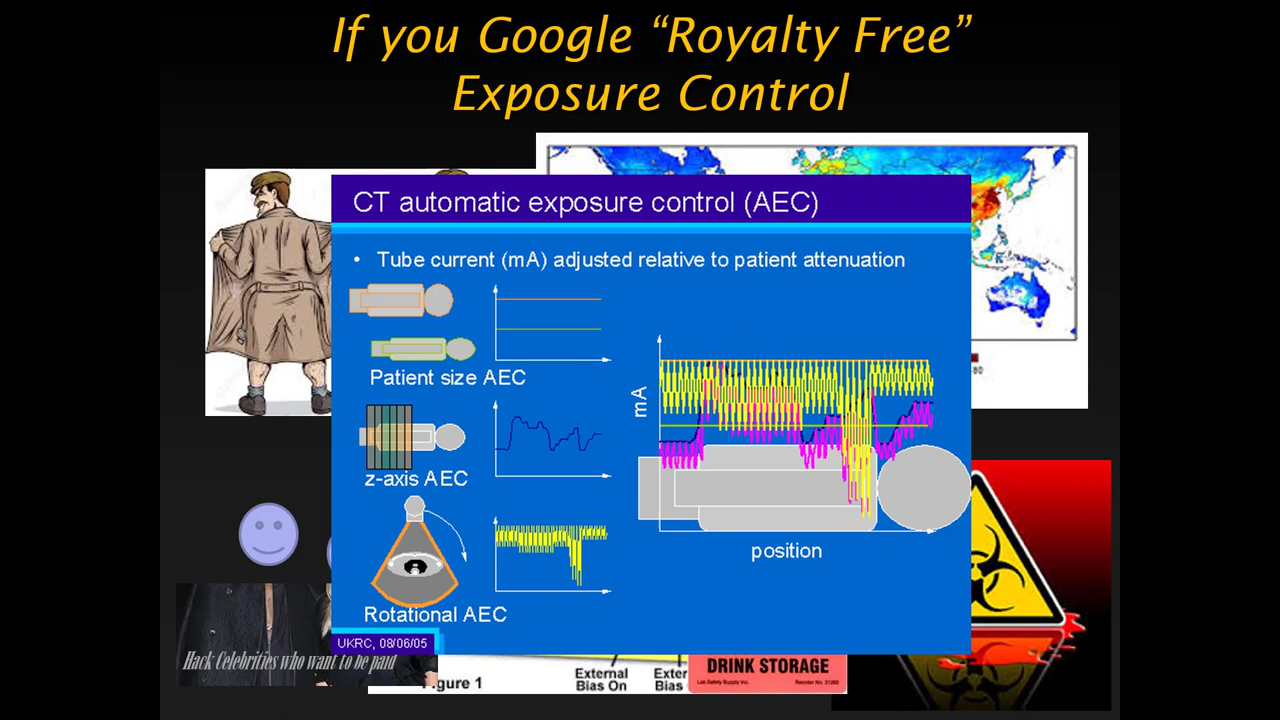 If you Google “Royalty Free”
Exposure Control
CT automatic exposure control (AEC)
• Tube current (mA) adjusted relative to patient attenuation
Patient size AEC
z-axis AEC
Rotational AEC
mA
position
80
UKRC, 08/06/05
Hack Celebrities who want to be paid
gure 1
External
Bias On
Exter
Bias
DRINK STORAGE
Lab Safety Supply Inc.
Reorder No. 31262